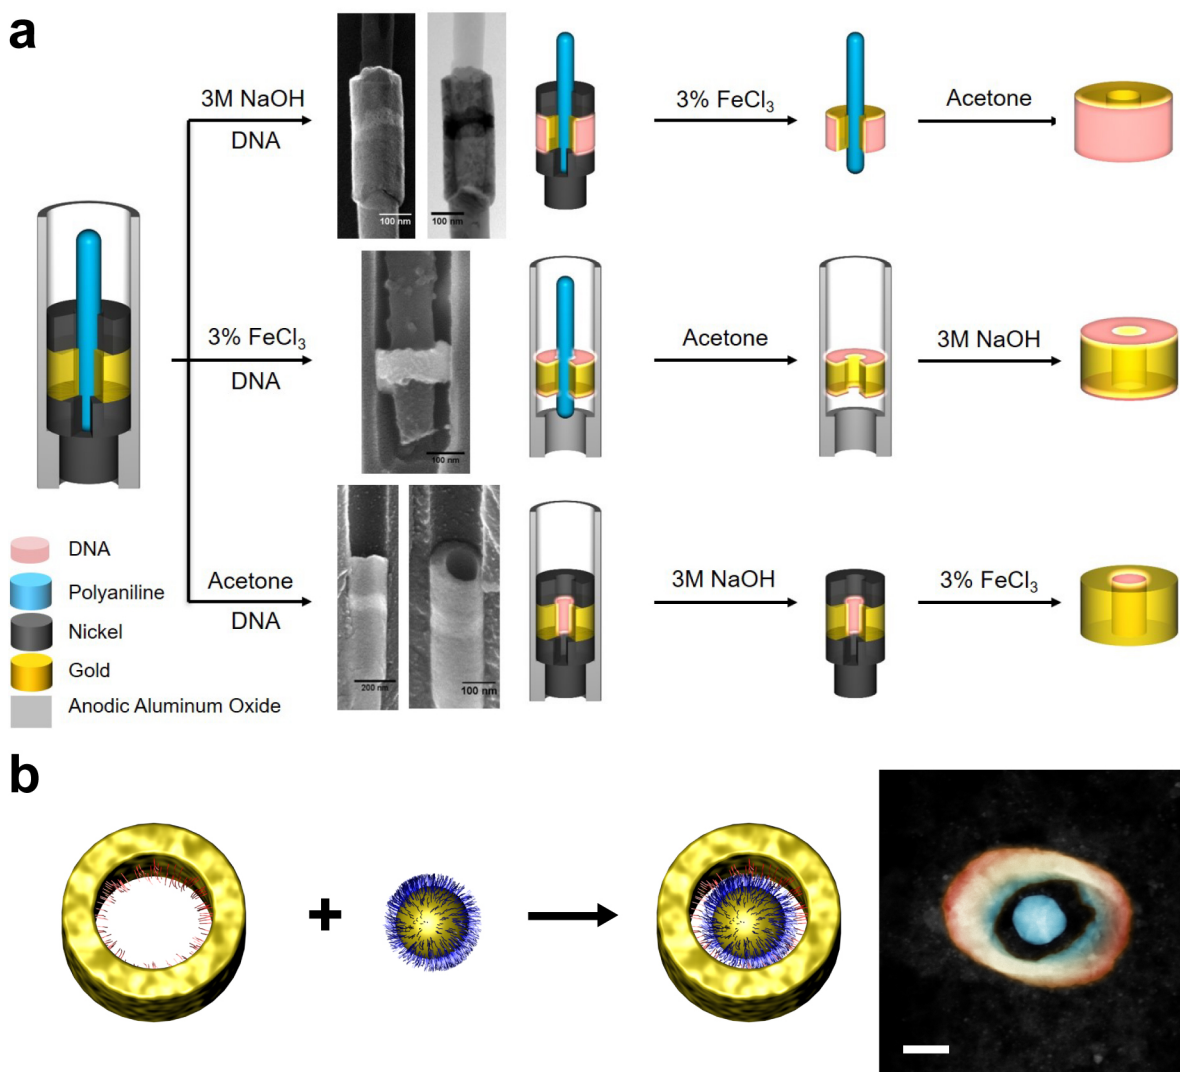 a
3M NaOH
DNA
100 nm
100 nm
3% FeCl₃
Acetone
3% FeCl₃
DNA
100 nm
Acetone
3M NaOH
Acetone
DNA
200 nm
100 nm
3M NaOH
3% FeCl₃
DNA
Polyaniline
Nickel
Gold
Anodic Aluminum Oxide
b